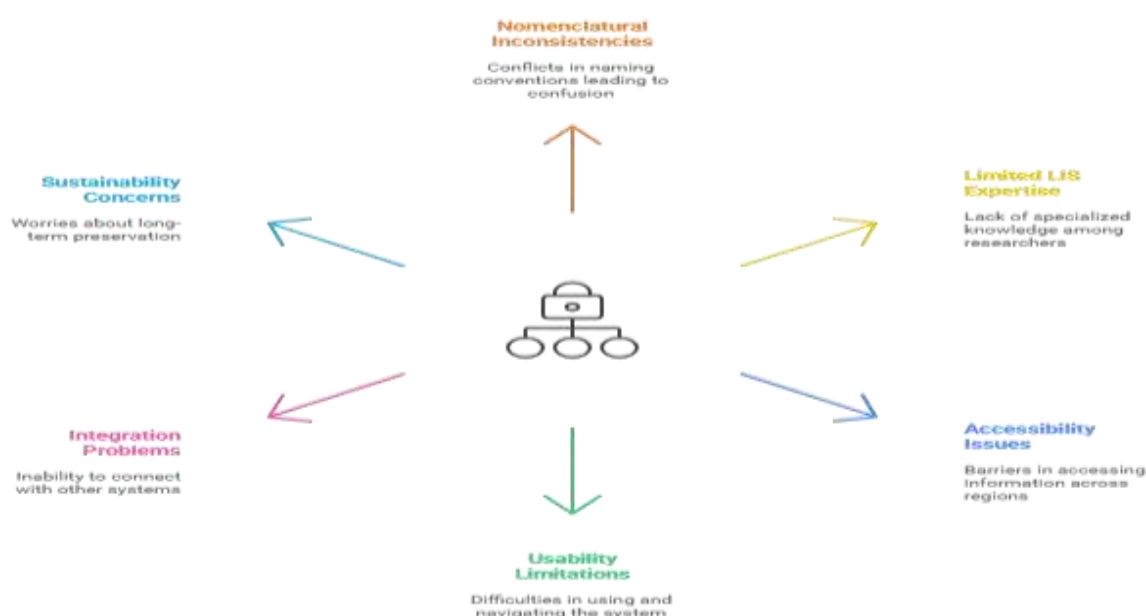 Nomenclatural
Inconsistencies
Conflicts in naming
conventions leading to
confusion
Limited LIS
Expertise
Lack of specialized
knowledge among
researchers
Accessibility
Issues
Barriers in accessing
information across
regions
Usability
Limitations
Difficulties in using and
navigating the system
Integration
Problems
Inability to connect
with other systems
Sustainability
Concerns
Worries about long-
term preservation